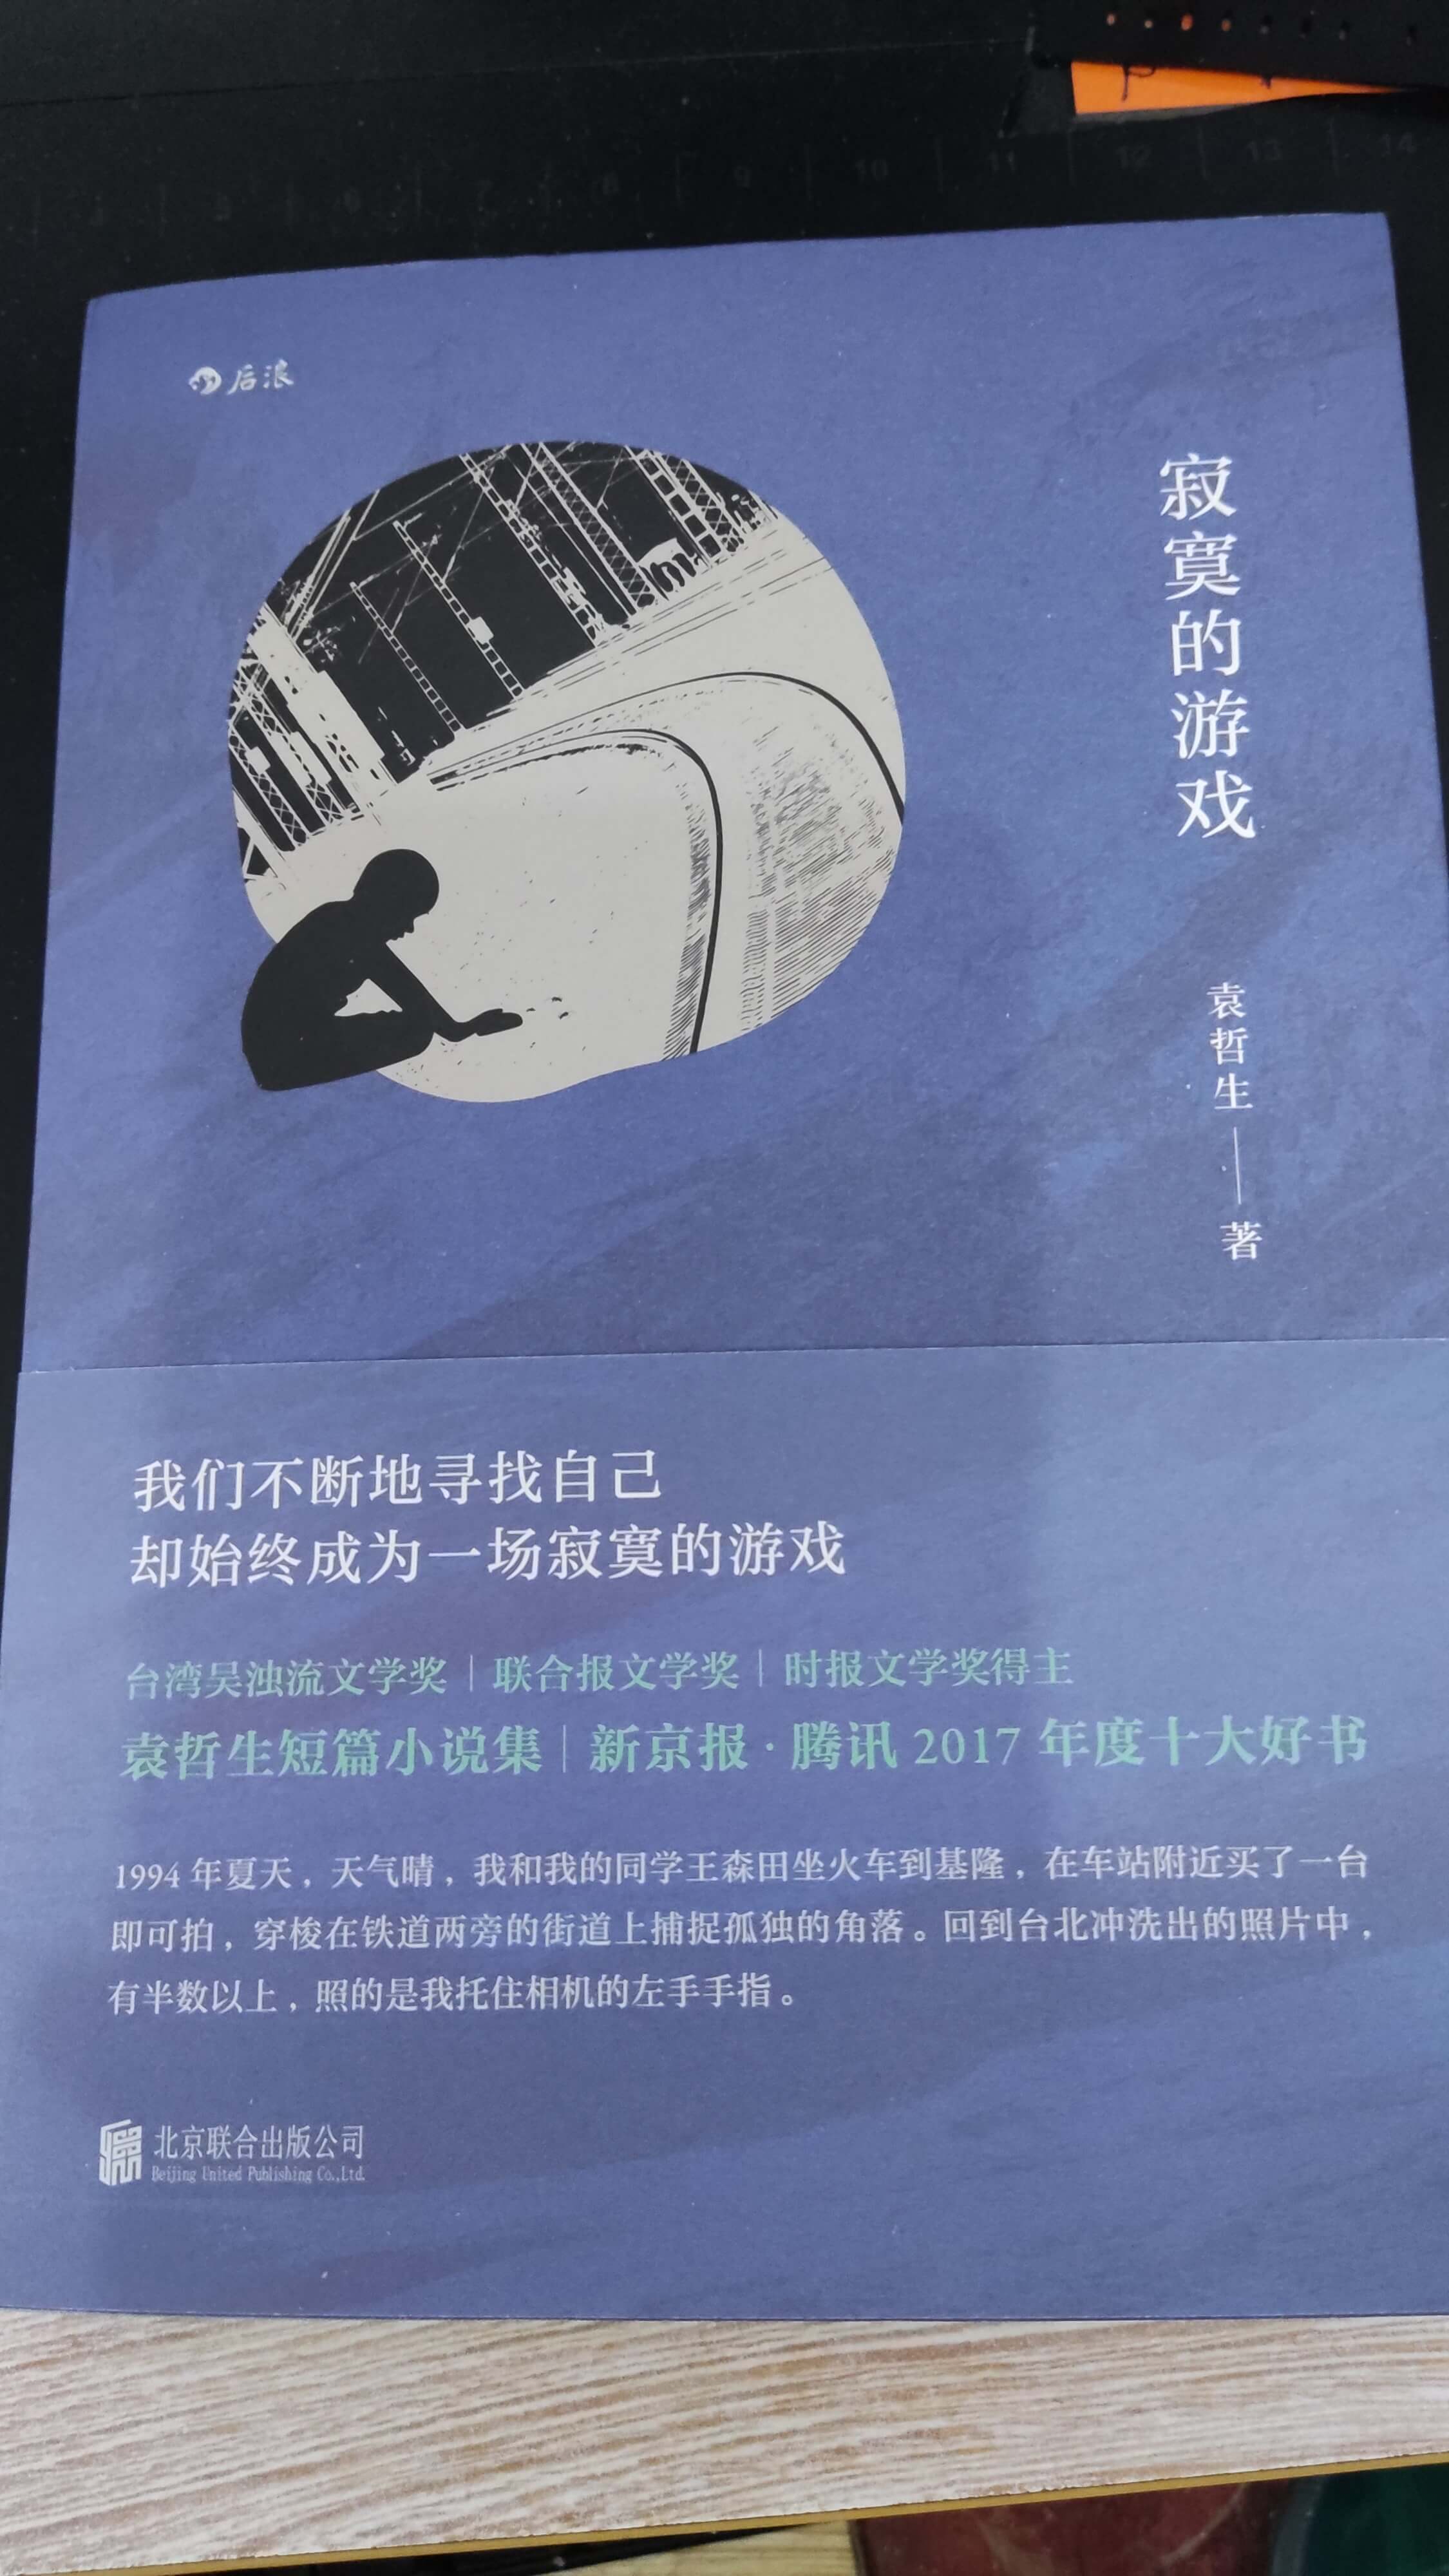 后浪
寂寞的游戏
袁哲生——著
我们不断地寻找自己
却始终成为一场寂寞的游戏
台湾吴浊流文学奖|联合报文学奖|时报文学奖得主
袁哲生短篇小说集|新京报·腾讯 2017 年度十大好书
1994 年夏天，天气晴，我和我的同学王森田坐火车到基隆，在车站附近买了一台
即可拍，穿梭在铁道两旁的街道上捕捉孤独的角落。回到台北冲洗出的照片中，
有半数以上，照的是我托住相机的左手手指。
北京联合出版公司
Beijing United Publishing Co.,Ltd.